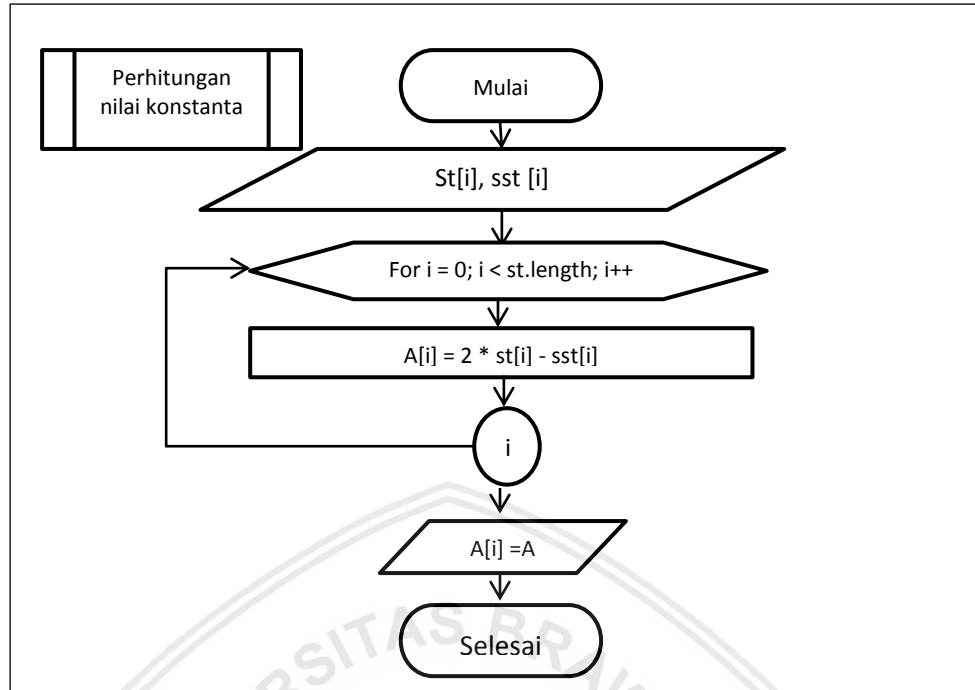 Perhitungan
nilai konstanta
Mulai
St[i], sst [i]
For i = 0; i < st.length; i++
A[i] = 2 * st[i] - sst[i]
i
A[i] =A
Selesai